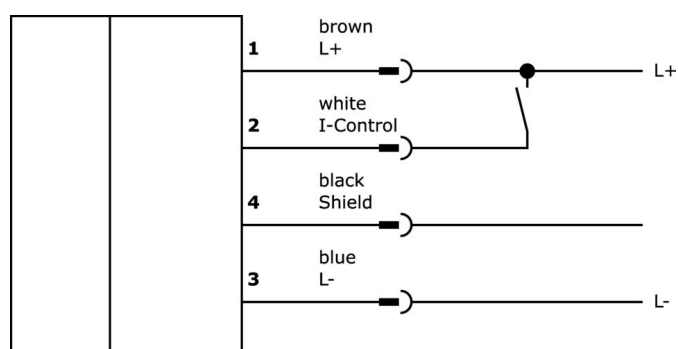 brown
1 L+ L+
white
2 I-Control
black
4 Shield
blue
3 L- L-